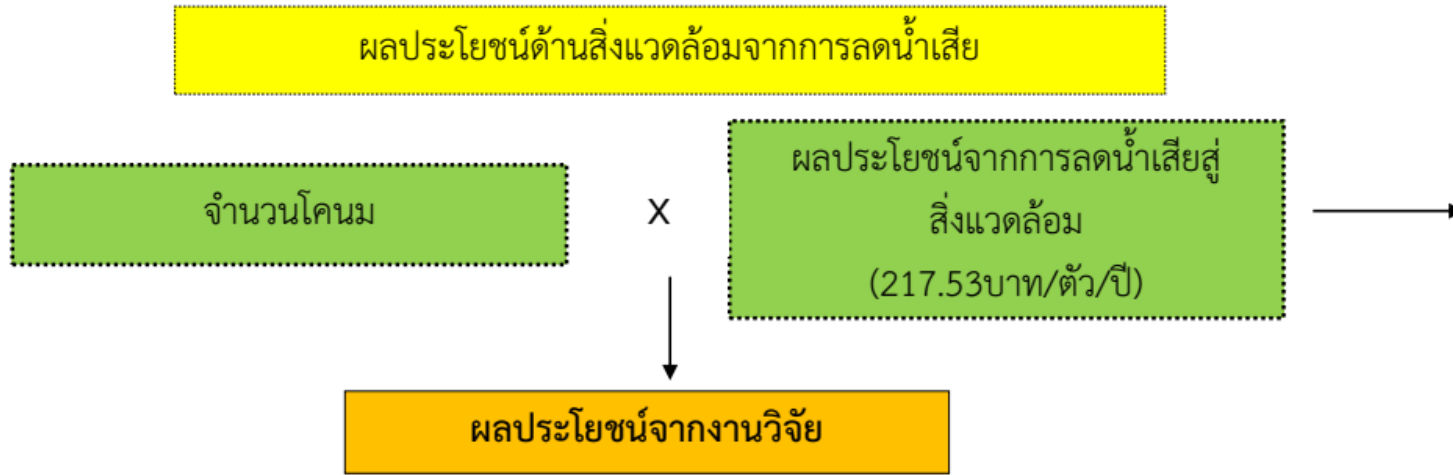 ผลประโยชน์ด้านสิ่งแวดล้อมจากการลดน้ำเสีย
จำนวนโคนม
X
ผลประโยชน์จากการลดน้ำเสียสู่
สิ่งแวดล้อม
(217.53บาท/ตัว/ปี)
ผลประโยชน์จากงานวิจัย